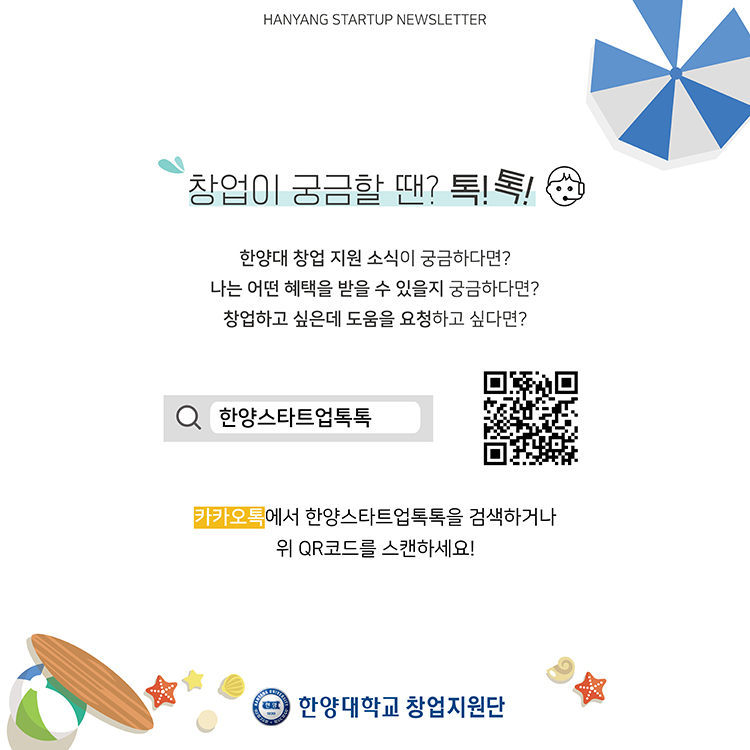 HANYANG STARTUP NEWSLETTER
창업이 궁금할 땐? 톡!톡!
한양대 창업 지원 소식이 궁금하다면?
나는 어떤 혜택을 받을 수 있을지 궁금하다면?
창업하고 싶은데 도움을 요청하고 싶다면?
한양스타트업톡톡
카카오톡에서 한양스타트업톡톡을 검색하거나
위 QR코드를 스캔하세요!
한양대학교 창업지원단